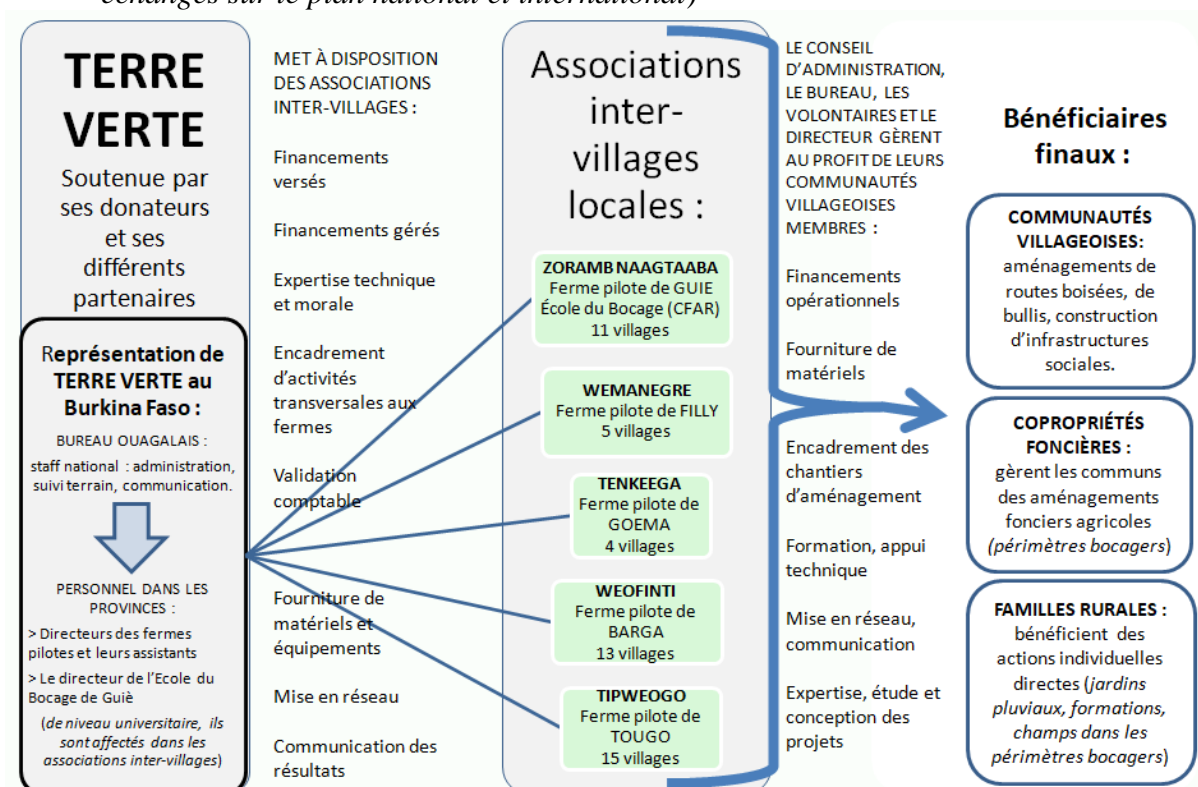 échanges sur le plan national et international)
TERRE
VERTE
Soutenue par
ses donateurs
et ses
différents
partenaires
Représentation de
TERRE VERTE au
Burkina Faso :
BUREAU OUAGALAIS :
staff national : administration,
suivi terrain, communication.
PERSONNEL DANS LES
PROVINCES :
> Directeurs des fermes
pilotes et leurs assistants
> Le directeur de l'Ecole du
Bocage de Guiè
(de niveau universitaire, ils
sont affectés dans les
associations inter-villages)
MET À DISPOSITION
DES ASSOCIATIONS
INTER-VILLAGES :
Financements
versés
Financements gérés
Expertise technique
et morale
Encadrement
d'activités
transversales aux
fermes
Validation
comptable
Fourniture de
matériels et
équipements
Mise en réseau
Communication des
résultats
Associations
inter-
villages
locales :
ZORAMB NAAGTAABA
Ferme pilote de GUIE
École du Bocage (CFAR)
11 villages
WEMANEGRE
Ferme pilote de FILLY
5 villages
TENKEEGA
Ferme pilote de
GOEMA
4 villages
WEOFINTI
Ferme pilote de
BARGA
13 villages
TIPWEOGO
Ferme pilote de
TOUGO
15 villages
LE CONSEIL
D'ADMINISTRATION,
LE BUREAU, LES
VOLONTAIRES ET LE
DIRECTEUR GÈRENT
AU PROFIT DE LEURS
COMMUNAUTÉS
VILLAGEOISES
MEMBRES :
Financements
opérationnels
Fourniture de
matériels
Encadrement des
chantiers
d'aménagement
Formation, appui
technique
Mise en réseau,
communication
Expertise, étude et
conception des
projets
Bénéficiaires
finaux :
COMMUNAUTÉS
VILLAGEOISES:
aménagements de
routes boisées, de
bullis, construction
d'infrastructures
sociales.
COPROPRIÉTÉS
FONCIÈRES :
gèrent les communs
des aménagements
fonciers agricoles
(périmètres bocagers)
FAMILLES RURALES :
bénéficient des
actions individuelles
directes (jardins
pluviaux, formations,
champs dans les
périmètres bocagers)